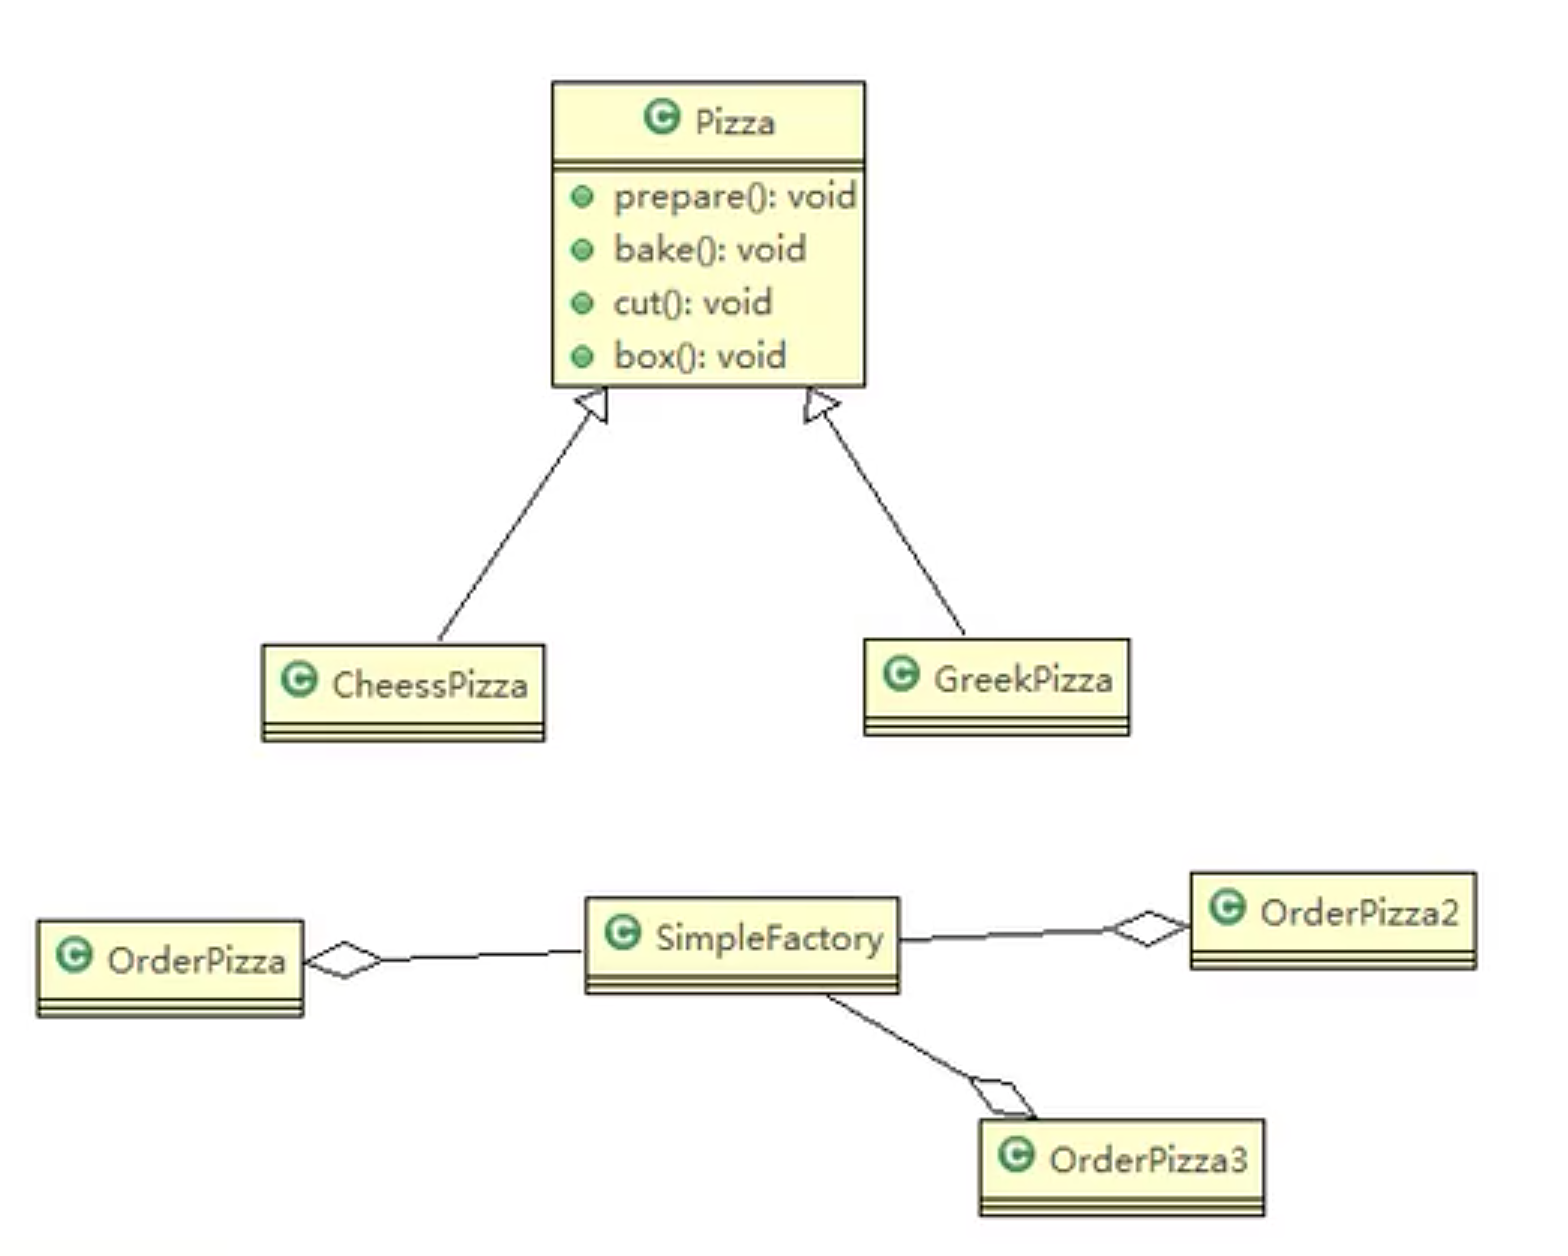 Pizza
prepare(): void
bake(): void
cut(): void
box(): void
CheessPizza
GreekPizza
OrderPizza
SimpleFactory
OrderPizza2
OrderPizza3